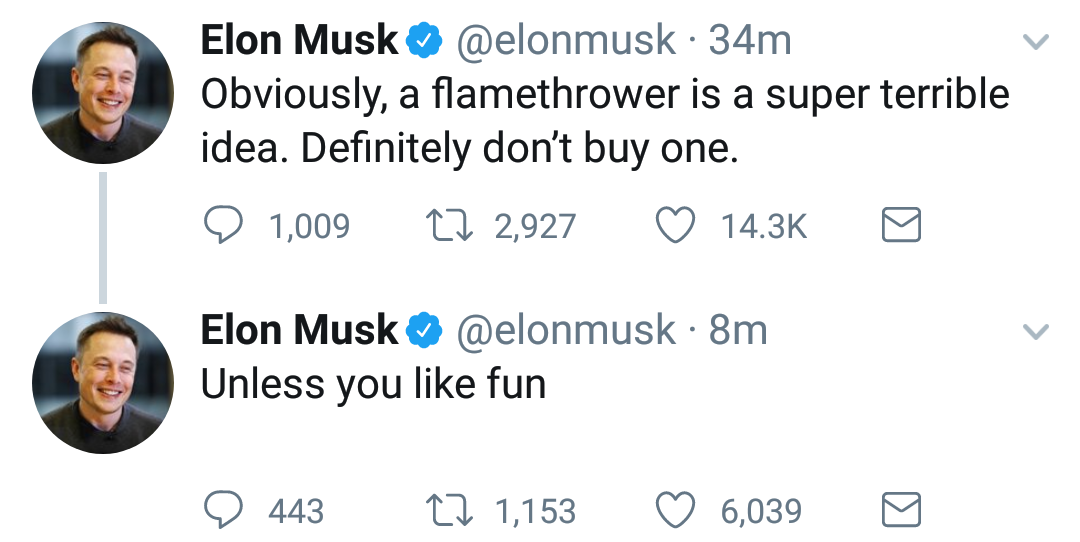 Elon Musk @elonmusk · 34m
Obviously, a flamethrower is a super terrible
idea. Definitely don’t buy one.
1,009 2,927 14.3K
Elon Musk @elonmusk · 8m
Unless you like fun
443 1,153 6,039